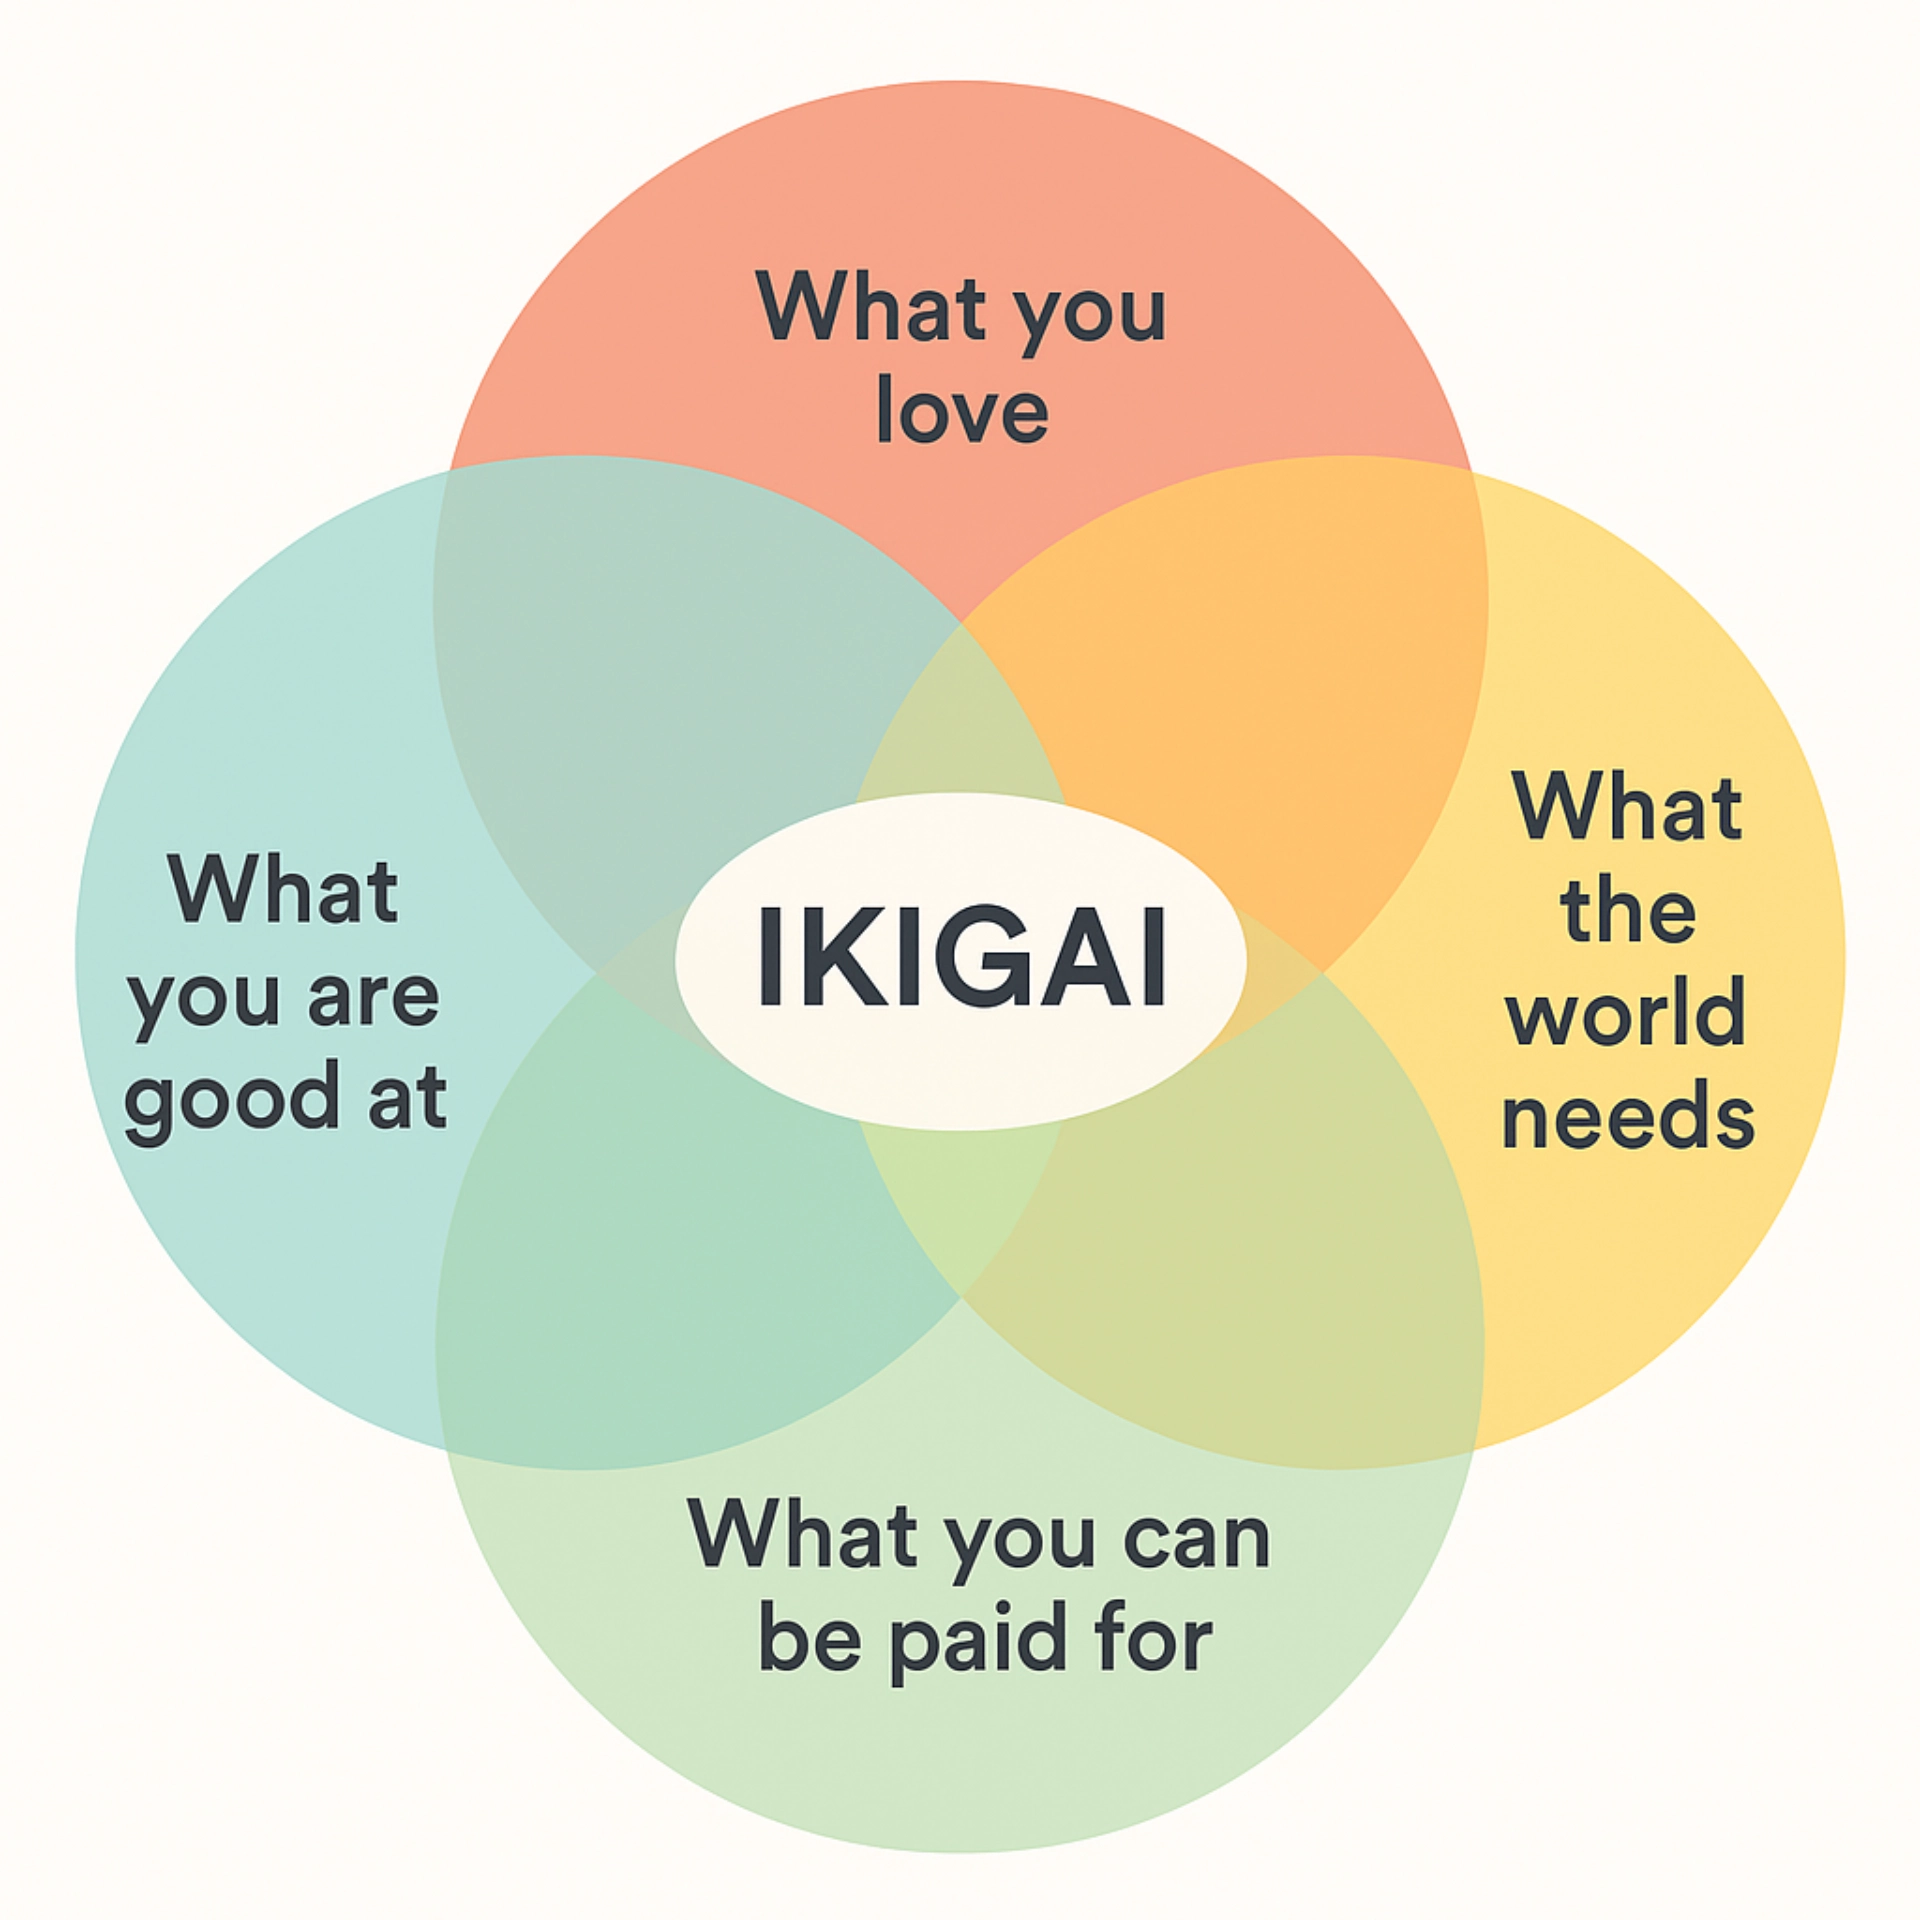 What you
love
What
you are
good at
IKIGAI
What
the
world
needs
What you can
be paid for